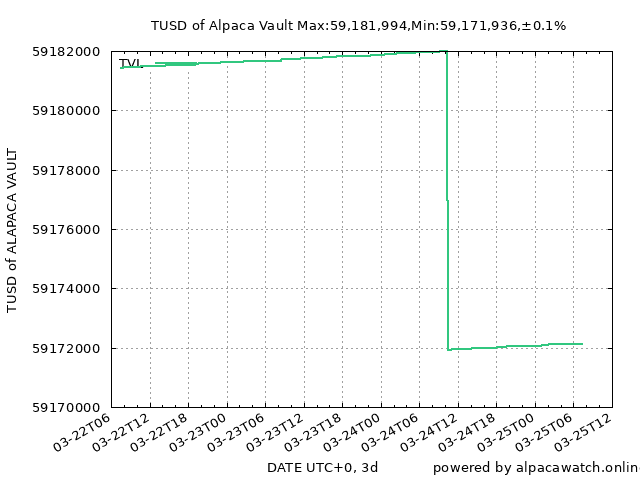 TUSD of Alpaca Vault Max:59,181,994,Min:59,171,936,±0.1%
59182000
59180000
59178000
59176000
59174000
59172000
59170000
TVL
TUSD of ALAPACA VAULT
03-22T06
03-22T12
03-22T18
03-23T00
03-23T06
03-23T12
03-23T18
03-24T00
03-24T06
03-24T12
03-24T18
03-25T00
03-25T06
03-25T12
DATE UTC+0, 3d
powered by alpacawatch.onlin